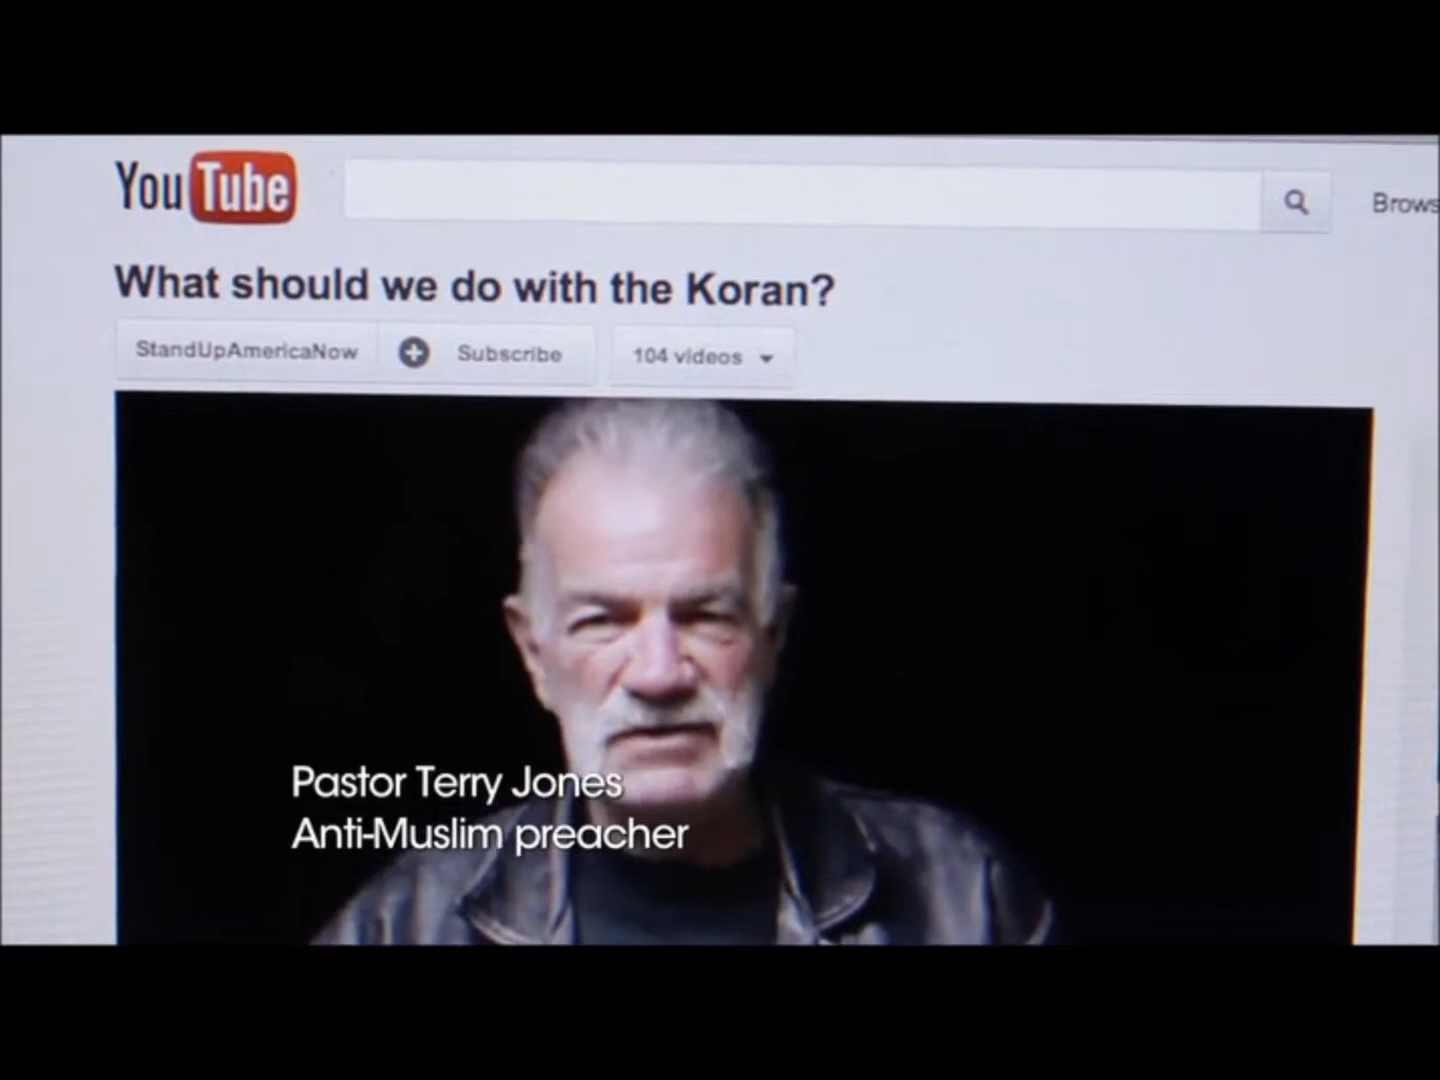 YouTube
Brows
What should we do with the Koran?
StandUpAmericaNow
Subscribe
104 videos
Pastor Terry Jones
Anti-Muslim preacher